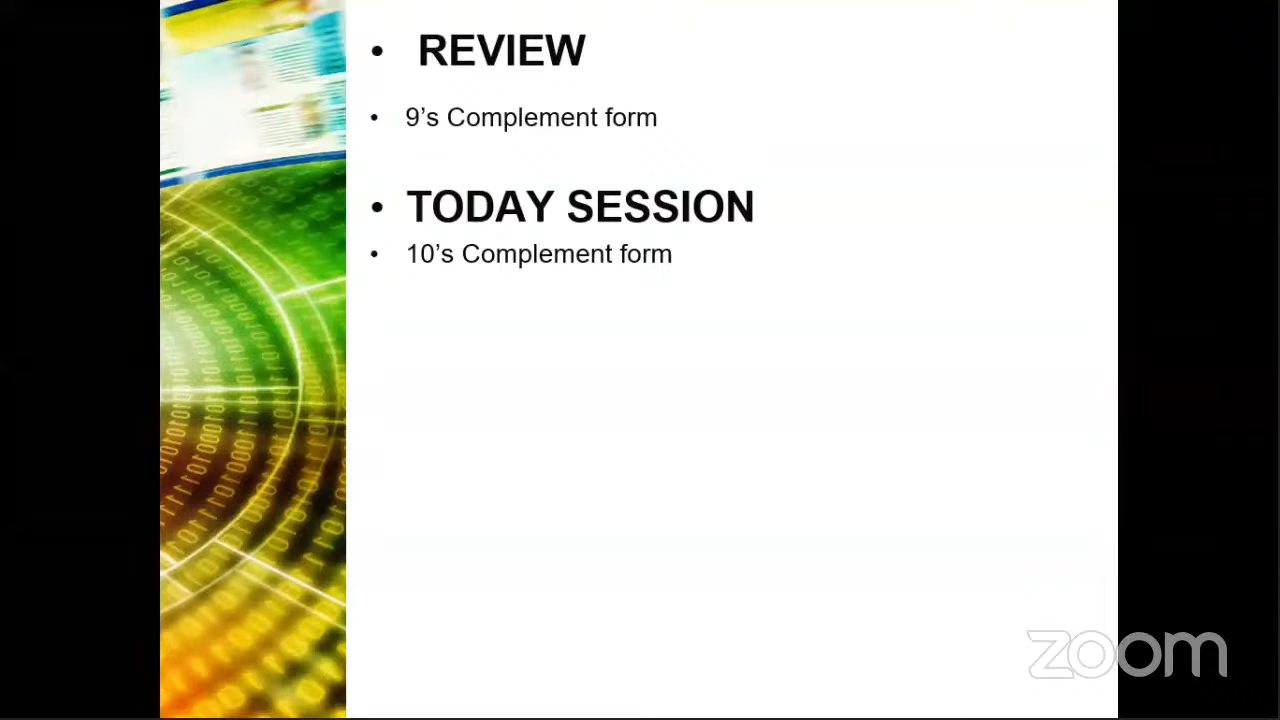 • REVIEW
• 9’s Complement form
• TODAY SESSION
• 10’s Complement form
zoom